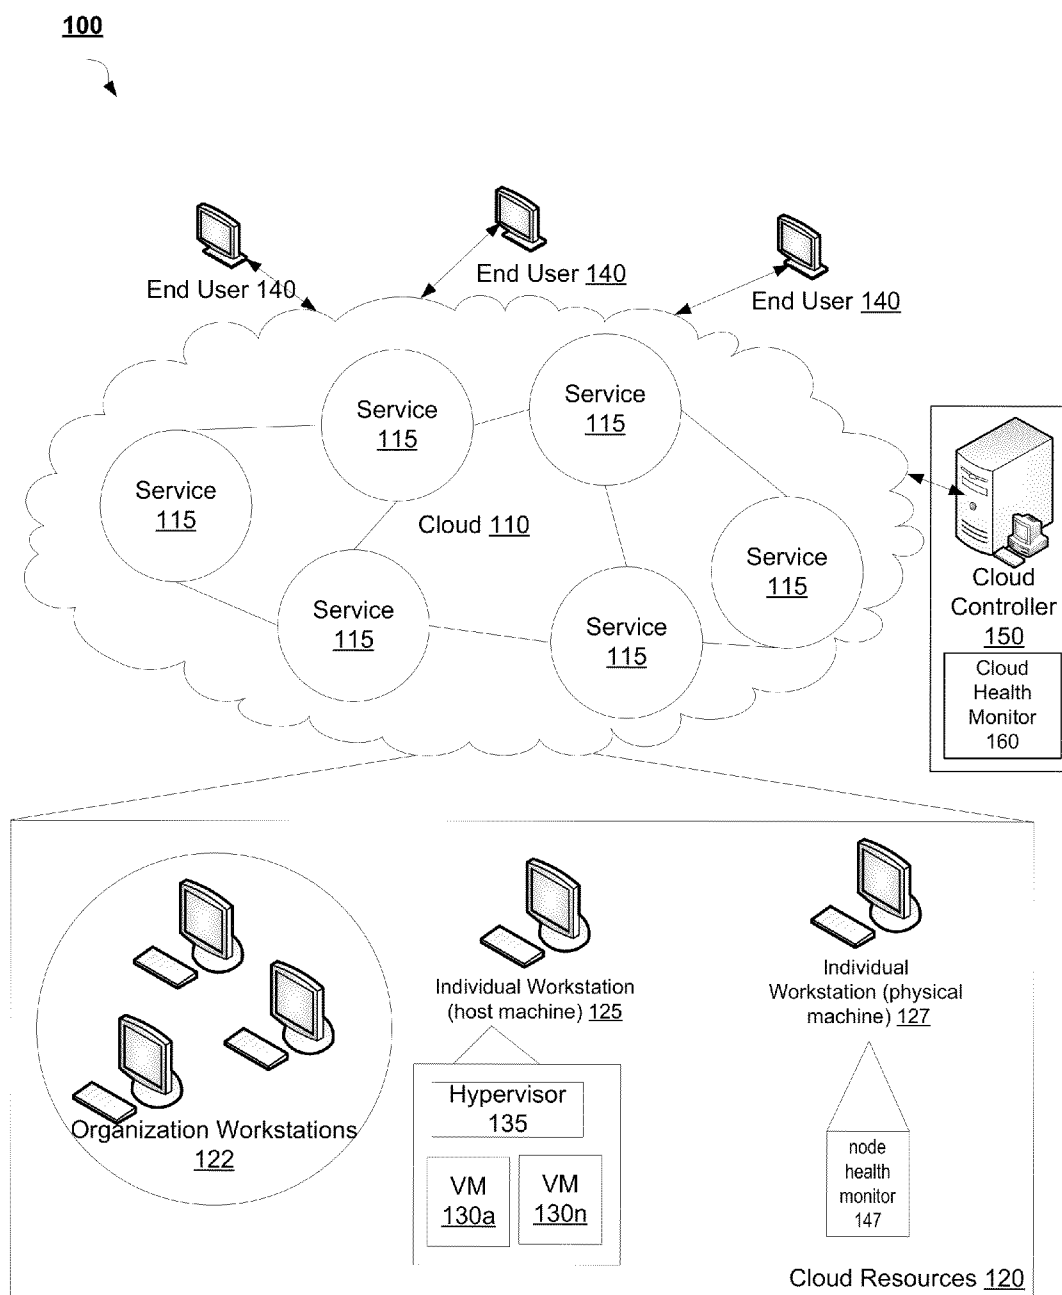 100
End User 140
End User 140
End User 140
Service
115
Service
115
Service
115
Cloud 110
Service
115
Service
115
Service
115
Cloud
Controller
150
Cloud
Health
Monitor
160
Organization Workstations
122
Individual Workstation
(host machine) 125
Hypervisor
135
VM
130a
VM
130n
Individual
Workstation (physical
machine) 127
node
health
monitor
147
Cloud Resources 120